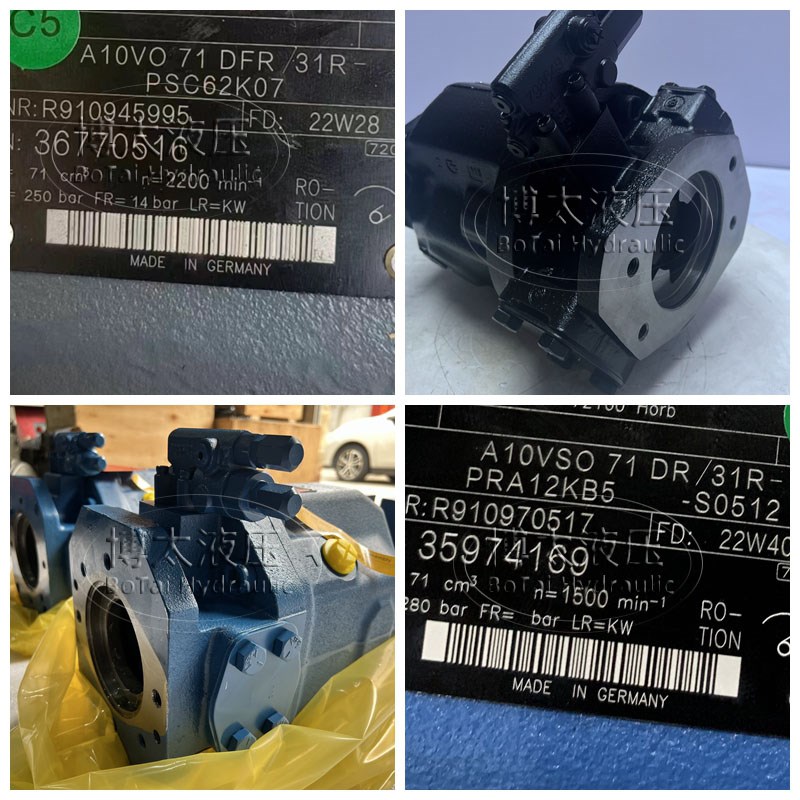 C5
A10VO 71 DFR /31R-
PSC62K07
NR: R910945995 FD: 22W28
N: 36770516 720
= 71 cm³ n=2200 min⁻¹
= 250 bar FR= 14 bar LR=KW
RO-
TION
MADE IN GERMANY
博太液压
BoTai Hydraulic
博太液压
BoTai Hydraulic
博太液压
BoTai Hydraulic
72160 Horb
A10VSO 71 DR /31R-
PRA12KB5 -S0512
R: R910970517 FD: 22W40
35974169
71 cm³ n=1500 min⁻¹
280 bar FR= bar LR=KW
RO-
TION
MADE IN GERMANY
博太液压
BoTai Hydraulic